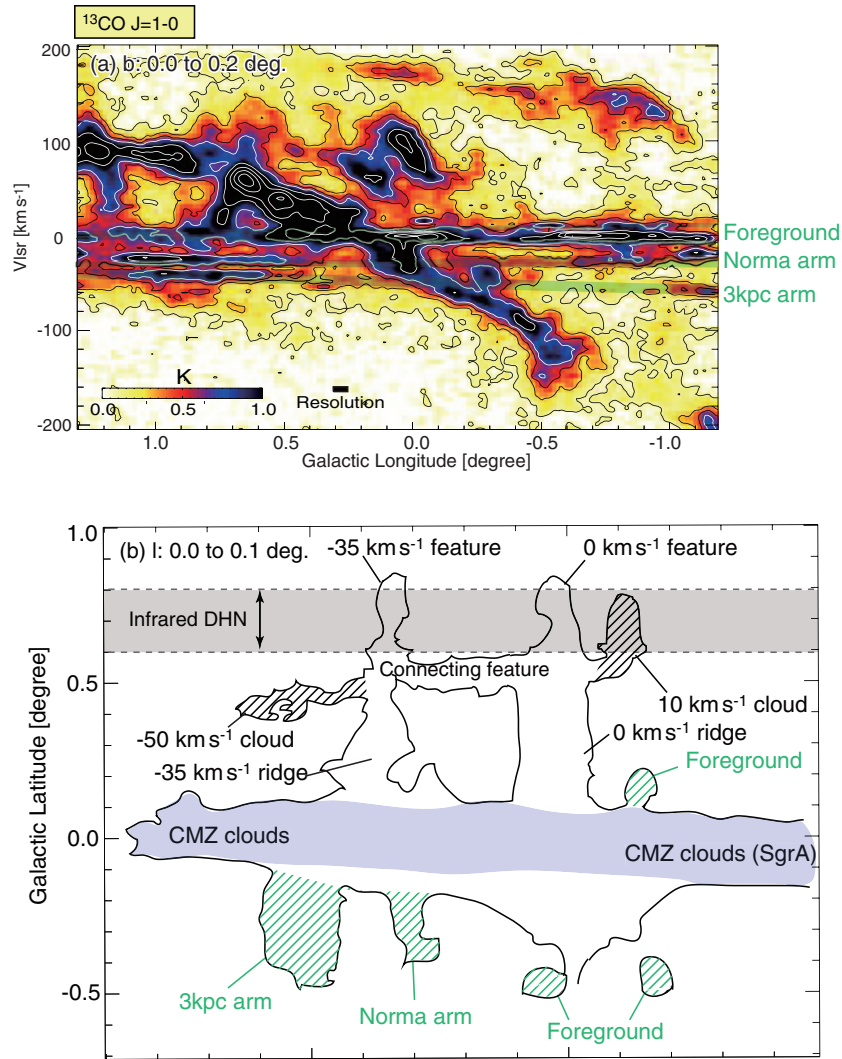 ¹³CO J=1-0
(a) b: 0.0 to 0.2 deg.
200
100
0
-100
-200
Vlsr [km s⁻¹]
Foreground
Norma arm
3kpc arm
K
0.0 0.5 1.0
Resolution
1.0 0.5 0.0 -0.5 -1.0
Galactic Longitude [degree]
(b) l: 0.0 to 0.1 deg.
-35 km s⁻¹ feature
0 km s⁻¹ feature
1.0
0.5
0.0
-0.5
Galactic Latitude [degree]
Infrared DHN
Connecting feature
10 km s⁻¹ cloud
-50 km s⁻¹ cloud
0 km s⁻¹ ridge
-35 km s⁻¹ ridge
Foreground
CMZ clouds
CMZ clouds (SgrA)
3kpc arm
Norma arm
Foreground